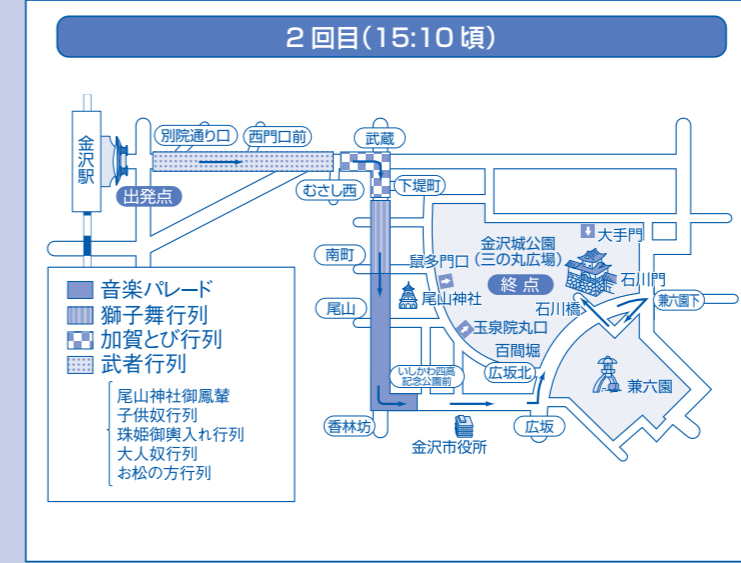 2回目(15:10頃)
別院通り口
西門口前
武蔵
金沢駅
出発点
むさし西
下堤町
南町
鼠多門口
金沢城公園
(三の丸広場)
大手門
終点
石川門
尾山
尾山神社
石川橋
兼六園下
玉泉院丸口
百間堀
いしかわ四高
記念公園前
広坂北
兼六園
香林坊
金沢市役所
広坂
音楽パレード
獅子舞行列
加賀とび行列
武者行列
尾山神社御鳳輦
子供奴行列
珠姫御輿入れ行列
大人奴行列
お松の方行列